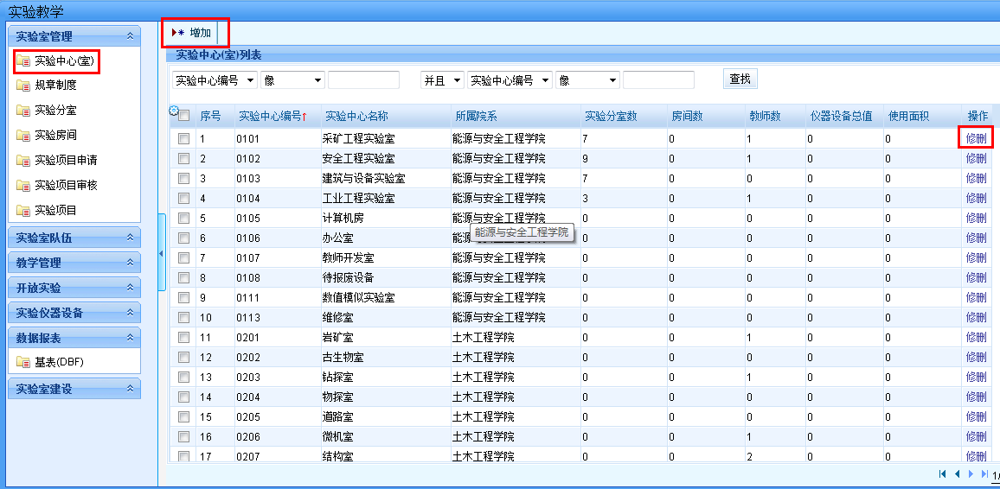 实验教学
实验室管理
实验中心(室)
规章制度
实验分室
实验房间
实验项目申请
实验项目审核
实验项目
实验室队伍
教学管理
开放实验
实验仪器设备
数据报表
基表(DBF)
实验室建设
增加
实验中心(室)列表
实验中心编号 像 并且 实验中心编号 像 查找
序号 实验中心编号↑ 实验中心名称 所属院系 实验分室数 房间数 教师数 仪器设备总值 使用面积 操作
1 0101 采矿工程实验室 能源与安全工程学院 7 0 1 0 0 修删
2 0102 安全工程实验室 能源与安全工程学院 9 0 1 0 0 修删
3 0103 建筑与设备实验室 能源与安全工程学院 7 0 0 0 0 修删
4 0104 工业工程实验室 能源与安全工程学院 3 0 1 0 0 修删
5 0105 计算机房 能源与安全工程学院 0 0 0 0 0 修删
能源与安全工程学院
6 0106 办公室 能源 0 0 0 0 0 修删
7 0107 教师开发室 能源与安全工程学院 0 0 0 0 0 修删
8 0108 待报废设备 能源与安全工程学院 0 0 0 0 0 修删
9 0111 数值模似实验室 能源与安全工程学院 0 0 0 0 0 修删
10 0113 维修室 能源与安全工程学院 0 0 0 0 0 修删
11 0201 岩矿室 土木工程学院 0 0 1 0 0 修删
12 0202 古生物室 土木工程学院 0 0 0 0 0 修删
13 0203 钻探室 土木工程学院 0 0 1 0 0 修删
14 0204 物探室 土木工程学院 0 0 0 0 0 修删
15 0205 道路室 土木工程学院 0 0 0 0 0 修删
16 0206 微机室 土木工程学院 0 0 1 0 0 修删
17 0207 结构室 土木工程学院 0 0 2 0 0 修删
1/